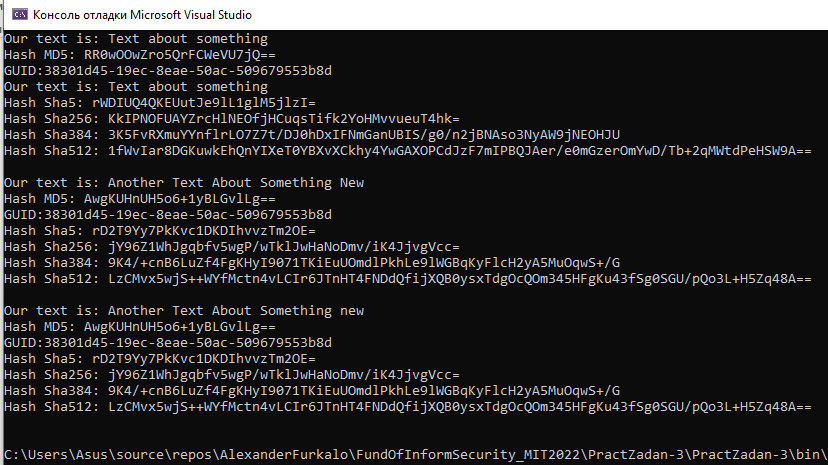 Консоль отладки Microsoft Visual Studio
Our text is: Text about something
Hash MD5: RR0wOOwZro5QrFCWeVU7jQ==
GUID:38301d45-19ec-8eae-50ac-509679553b8d
Our text is: Text about something
Hash Sha5: rWDIUQ4QKEUutJe9lL1glM5jlzI=
Hash Sha256: KkIPNOFUAYZrcHlNEOfjHCuqsTifk2YoHMvvueuT4hk=
Hash Sha384: 3K5FvRXmuYYnflrLO7Z7t/DJ0hDxIFNmGanUBIS/g0/n2jBNAso3NyAW9jNEOHJU
Hash Sha512: 1fWvIar8DGKuwkEhQnYIXeT0YBXvXCkhy4YwGAXOPCdJzF7mIPBQJAer/e0mGzerOmYwD/Tb+2qMWtdPeHSW9A==
Our text is: Another Text About Something New
Hash MD5: AwgKUHnUH5o6+1yBLGvlLg==
GUID:38301d45-19ec-8eae-50ac-509679553b8d
Hash Sha5: rD2T9Yy7PkKvc1DKDIhvvzTm2OE=
Hash Sha256: jY96Z1WhJgqbfv5wgP/wTklJwHaNoDmv/iK4JjvgVcc=
Hash Sha384: 9K4/+cnB6LuZf4FgKHyI9071TKiEuUOmdlPkhLe9lWGBqKyFlcH2yA5MuOqwS+/G
Hash Sha512: LzCMvx5wjS++WYfMctn4vLCIr6JTnHT4FNDdQfijXQB0ysxTdgOcQOm345HFgKu43fSg0SGU/pQo3L+H5Zq48A==
Our text is: Another Text About Something new
Hash MD5: AwgKUHnUH5o6+1yBLGvlLg==
GUID:38301d45-19ec-8eae-50ac-509679553b8d
Hash Sha5: rD2T9Yy7PkKvc1DKDIhvvzTm2OE=
Hash Sha256: jY96Z1WhJgqbfv5wgP/wTklJwHaNoDmv/iK4JjvgVcc=
Hash Sha384: 9K4/+cnB6LuZf4FgKHyI9071TKiEuUOmdlPkhLe9lWGBqKyFlcH2yA5MuOqwS+/G
Hash Sha512: LzCMvx5wjS++WYfMctn4vLCIr6JTnHT4FNDdQfijXQB0ysxTdgOcQOm345HFgKu43fSg0SGU/pQo3L+H5Zq48A==
C:\Users\Asus\source\repos\AlexanderFurkalo\FundOfInformSecurity_MIT2022\PractZadan-3\PractZadan-3\bin\